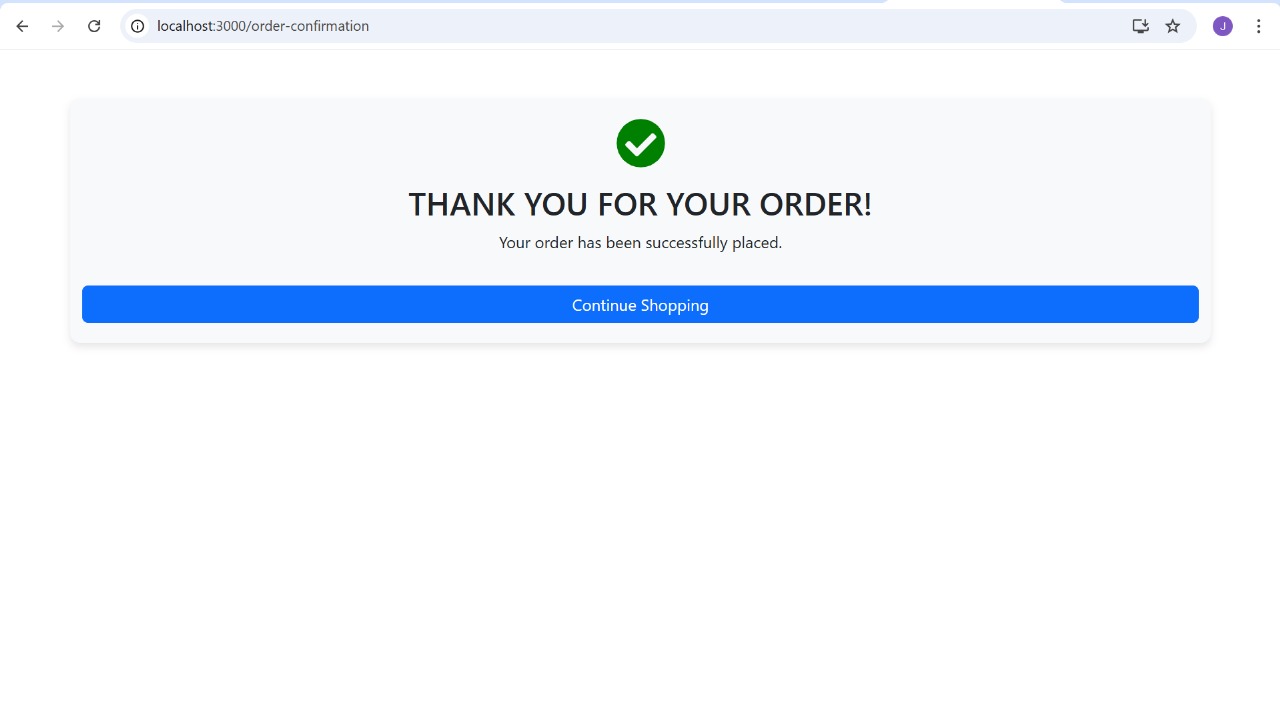 localhost:3000/order-confirmation
J
THANK YOU FOR YOUR ORDER!
Your order has been successfully placed.
Continue Shopping